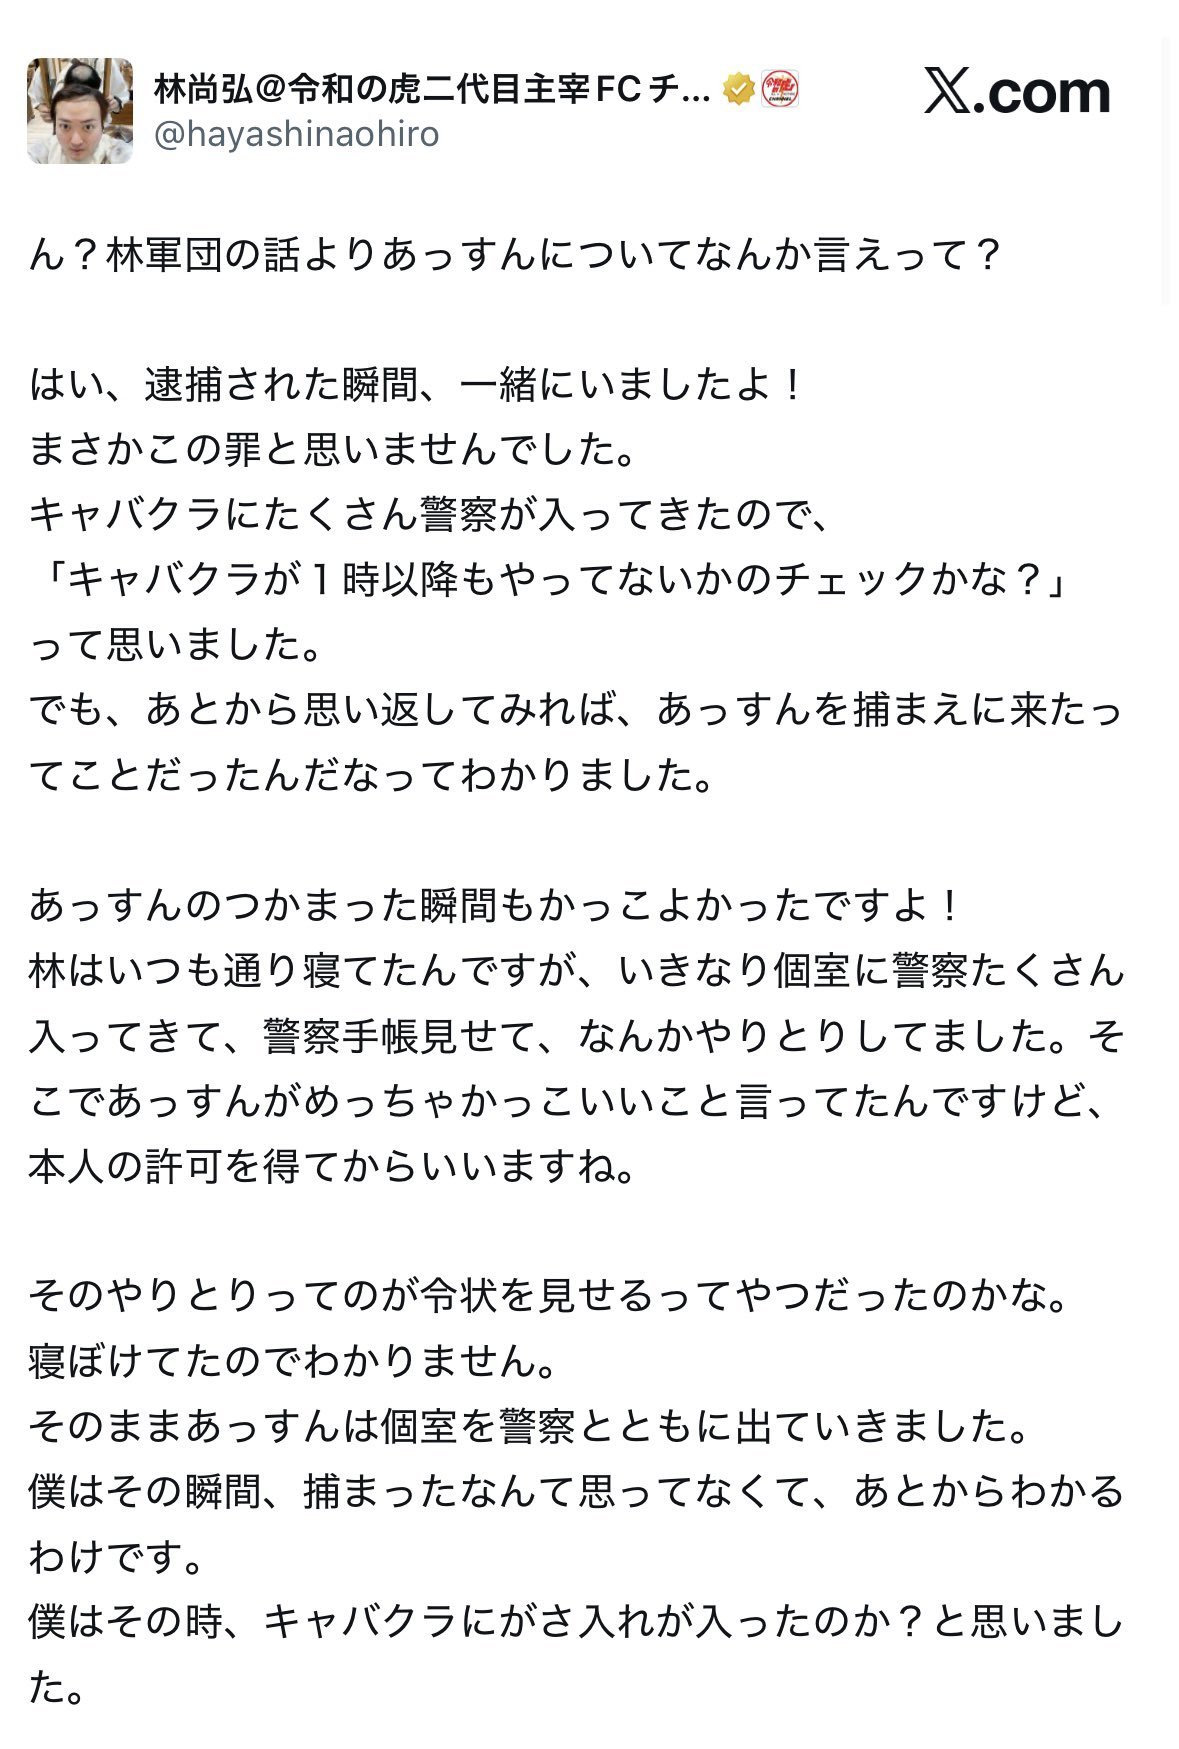 林尚弘@令和の虎二代目主宰FCチ...
X.com
@hayashinaohiro
ん？林軍団の話よりあっすんについてなんか言えって？
はい、逮捕された瞬間、一緒にいましたよ！
まさかこの罪と思いませんでした。
キャバクラにたくさん警察が入ってきたので、
「キャバクラが１時以降もやってないかのチェックかな？」
って思いました。
でも、あとから思い返してみれば、あっすんを捕まえに来たっ
てことだったんだなってわかりました。
あっすんのつかまった瞬間もかっこよかったですよ！
林はいつも通り寝てたんですが、いきなり個室に警察たくさん
入ってきて、警察手帳見せて、なんかやりとりしてました。そ
こであっすんがめっちゃかっこいいこと言ってたんですけど、
本人の許可を得てからいいますね。
そのやりとりってのが令状を見せるってやつだったのかな。
寝ぼけてたのでわかりません。
そのままあっすんは個室を警察とともに出ていきました。
僕はその瞬間、捕まったなんて思ってなくて、あとからわかる
わけです。
僕はその時、キャバクラにがさ入れが入ったのか？と思いまし
た。